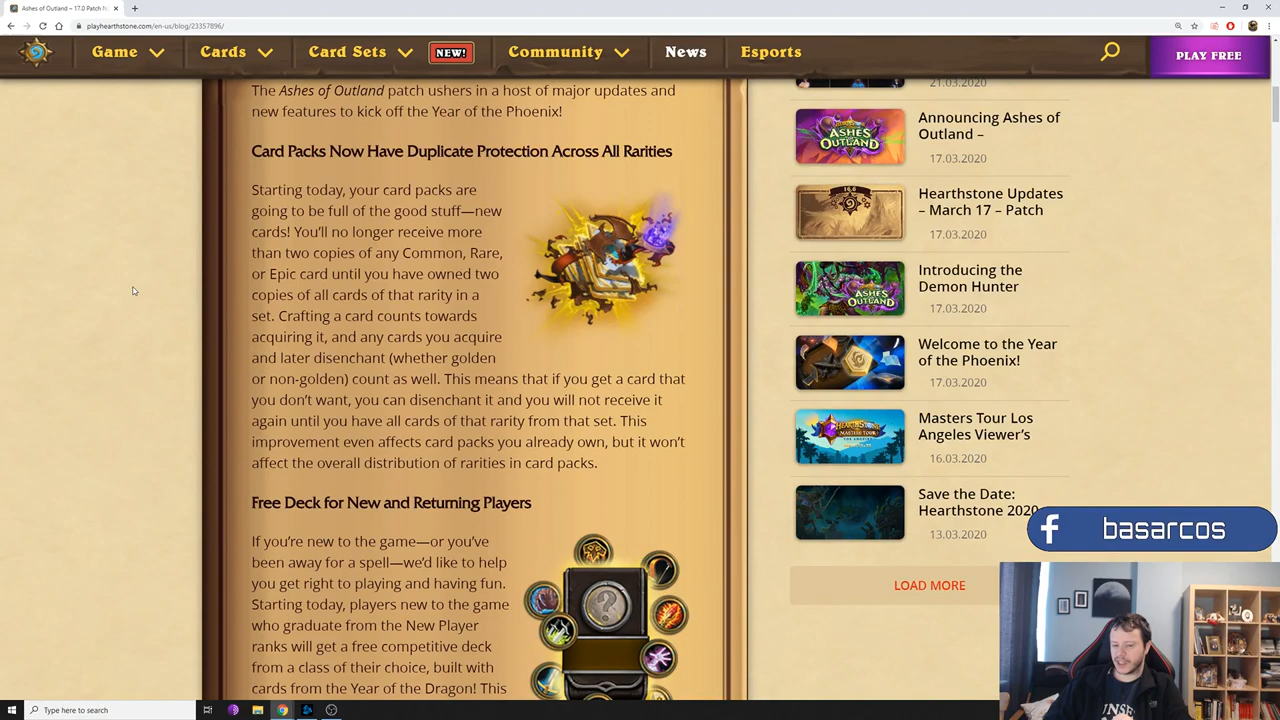 Ashes of Outland – 17.0 Patch N
playhearthstone.com/en-us/blog/23357896/
Game
Cards
Card Sets
NEW!
Community
News
Esports
PLAY FREE
The Ashes of Outland patch ushers in a host of major updates and
new features to kick off the Year of the Phoenix!
Card Packs Now Have Duplicate Protection Across All Rarities
Starting today, your card packs are
going to be full of the good stuff—new
cards! You’ll no longer receive more
than two copies of any Common, Rare,
or Epic card until you have owned two
copies of all cards of that rarity in a
set. Crafting a card counts towards
acquiring it, and any cards you acquire
and later disenchant (whether golden
or non-golden) count as well. This means that if you get a card that
you don’t want, you can disenchant it and you will not receive it
again until you have all cards of that rarity from that set. This
improvement even affects card packs you already own, but it won’t
affect the overall distribution of rarities in card packs.
Free Deck for New and Returning Players
If you’re new to the game—or you’ve
been away for a spell—we’d like to help
you get right to playing and having fun.
Starting today, players new to the game
who graduate from the New Player
ranks will get a free competitive deck
from a class of their choice, built with
cards from the Year of the Dragon! This
21.03.2020
ASHES OF OUTLAND
Announcing Ashes of
Outland –
17.03.2020
16.6
Hearthstone Updates
– March 17 – Patch
17.03.2020
ASHES OF OUTLAND
Introducing the
Demon Hunter
17.03.2020
Welcome to the Year
of the Phoenix!
17.03.2020
Masters Tour Los
Angeles Viewer’s
16.03.2020
Save the Date:
Hearthstone 2020
13.03.2020
LOAD MORE
f basarcos
Type here to search